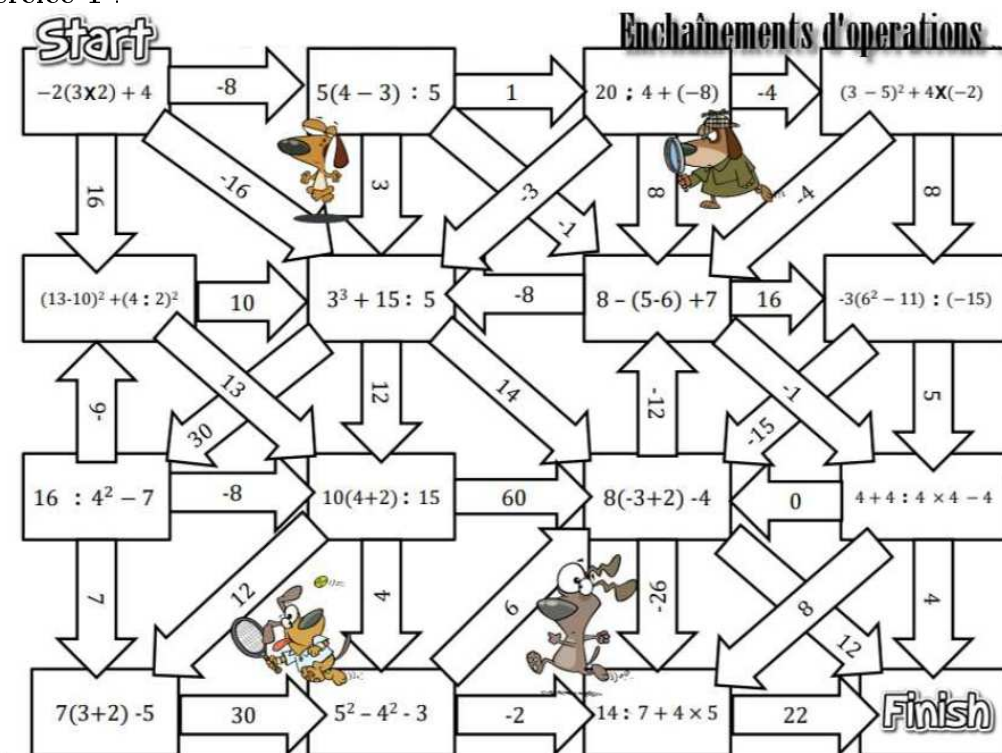 ercice 1 :
Start
Enchaînements d'operations
−2(3x2) + 4
-8
5(4 − 3) : 5
1
20 : 4 + (−8)
-4
(3 − 5)² + 4X(−2)
16
-16
3
-3
-1
8
-4
8
(13-10)² +(4 : 2)²
10
3³ + 15 : 5
-8
8 – (5-6) +7
16
-3(6² − 11) : (−15)
-6
13
30
12
14
-12
-1
-15
5
16 : 4² − 7
-8
10(4+2) : 15
60
8(-3+2) -4
0
4 + 4 : 4 × 4 − 4
7
12
4
6
-26
8
12
4
7(3+2) -5
30
5² – 4² - 3
-2
14 : 7 + 4 × 5
22
Finish